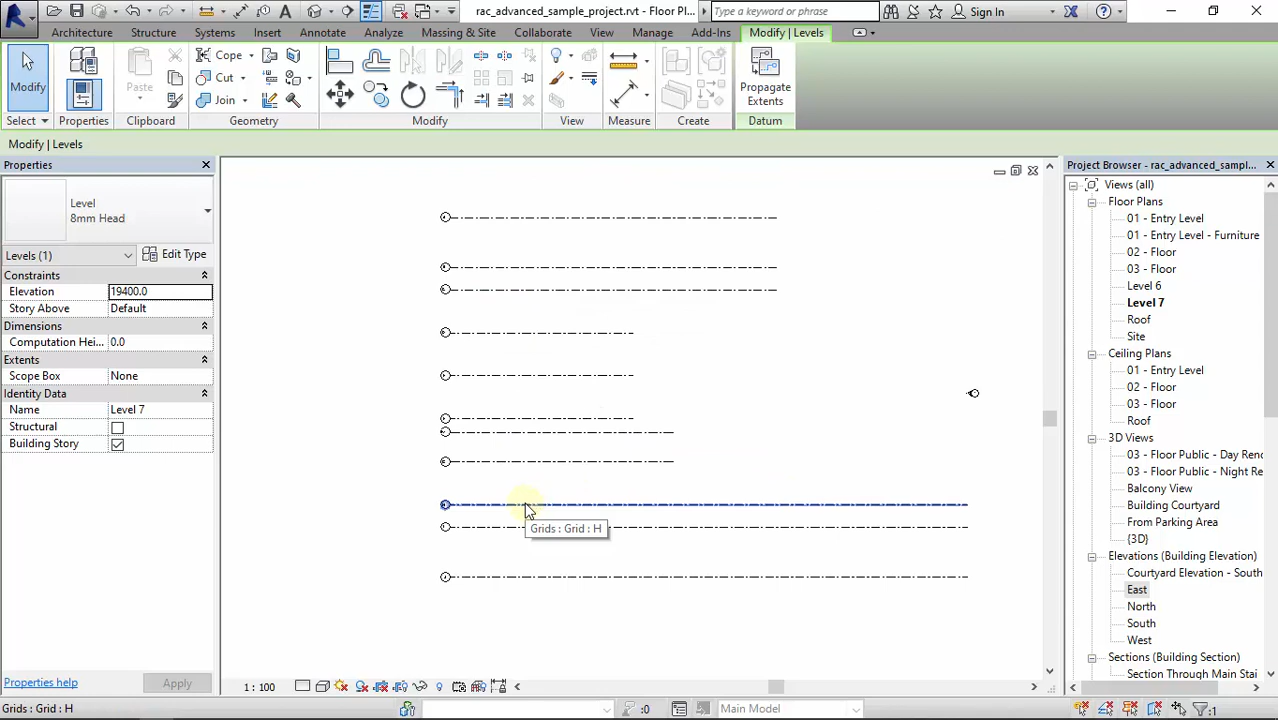 rac_advanced_sample_project.rvt - Floor Pl...
Type a keyword or phrase
Sign In
Architecture Structure Systems Insert Annotate Analyze Massing & Site Collaborate View Manage Add-Ins Modify | Levels
Modify
Paste
Cope
Cut
Join
Propagate
Extents
Select Properties Clipboard Geometry Modify View Measure Create Datum
Modify | Levels
Properties
Level
8mm Head
Levels (1)
Edit Type
Constraints
Elevation 19400.0
Story Above Default
Dimensions
Computation Hei... 0.0
Extents
Scope Box None
Identity Data
Name Level 7
Structural
Building Story
Properties help
Apply
Grids : Grid : H
1 : 100
Project Browser - rac_advanced_sampl...
Views (all)
Floor Plans
01 - Entry Level
01 - Entry Level - Furniture
02 - Floor
03 - Floor
Level 6
Level 7
Roof
Site
Ceiling Plans
01 - Entry Level
02 - Floor
03 - Floor
Roof
3D Views
03 - Floor Public - Day Ren
03 - Floor Public - Night Re
Balcony View
Building Courtyard
From Parking Area
{3D}
Elevations (Building Elevation)
Courtyard Elevation - South
East
North
South
West
Sections (Building Section)
Section Through Main Stai
Grids : Grid : H
:0
Main Model
:1